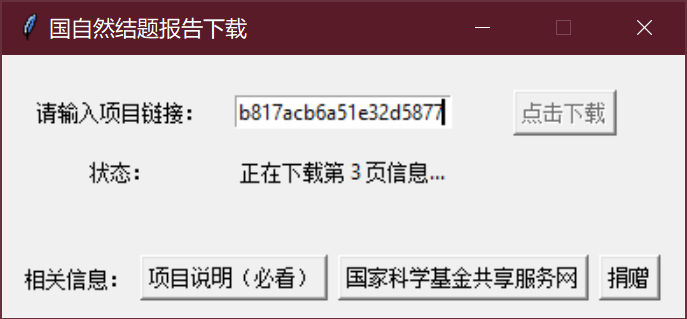 国自然结题报告下载
请输入项目链接： b817acb6a51e32d5877 点击下载
状态： 正在下载第 3 页信息...
相关信息： 项目说明（必看） 国家科学基金共享服务网 捐赠